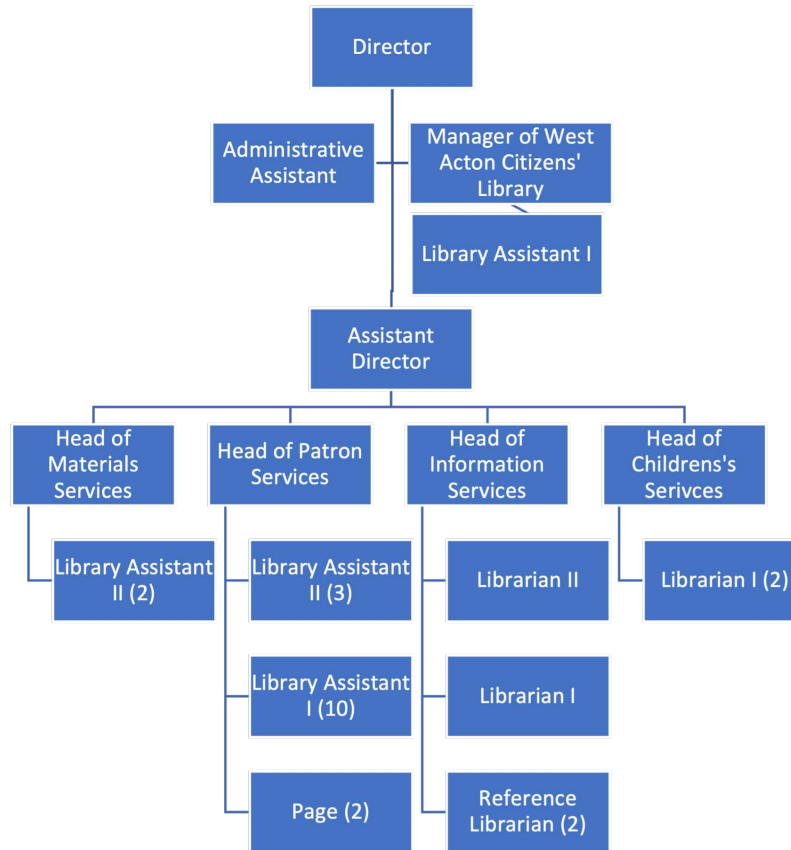 Director
Administrative
Assistant
Manager of West
Acton Citizens'
Library
Library Assistant I
Assistant
Director
Head of
Materials
Services
Head of Patron
Services
Head of
Information
Services
Head of
Childrens's
Serivces
Library Assistant
II (2)
Library Assistant
II (3)
Librarian II
Librarian I (2)
Library Assistant
I (10)
Librarian I
Page (2)
Reference
Librarian (2)